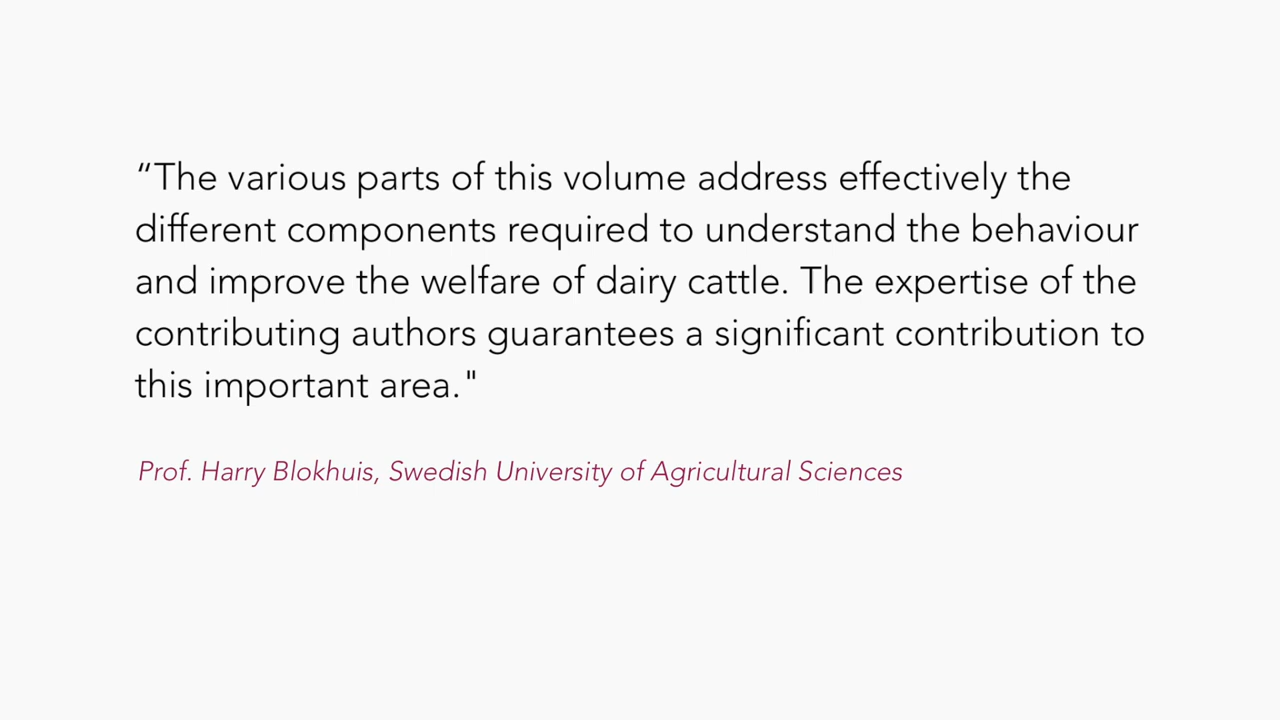 “The various parts of this volume address effectively the
different components required to understand the behaviour
and improve the welfare of dairy cattle. The expertise of the
contributing authors guarantees a significant contribution to
this important area."
Prof. Harry Blokhuis, Swedish University of Agricultural Sciences